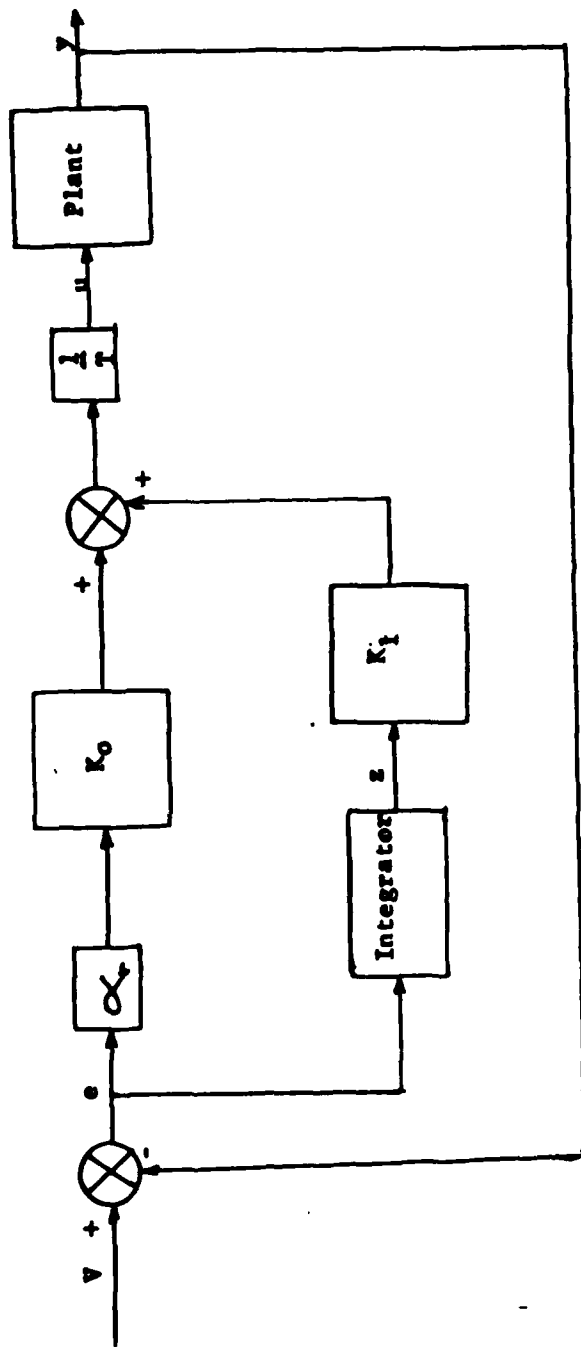 v
+
-
e
α
K₀
+
+
1
T
u
Plant
y
Integrator
z
Kᵢ